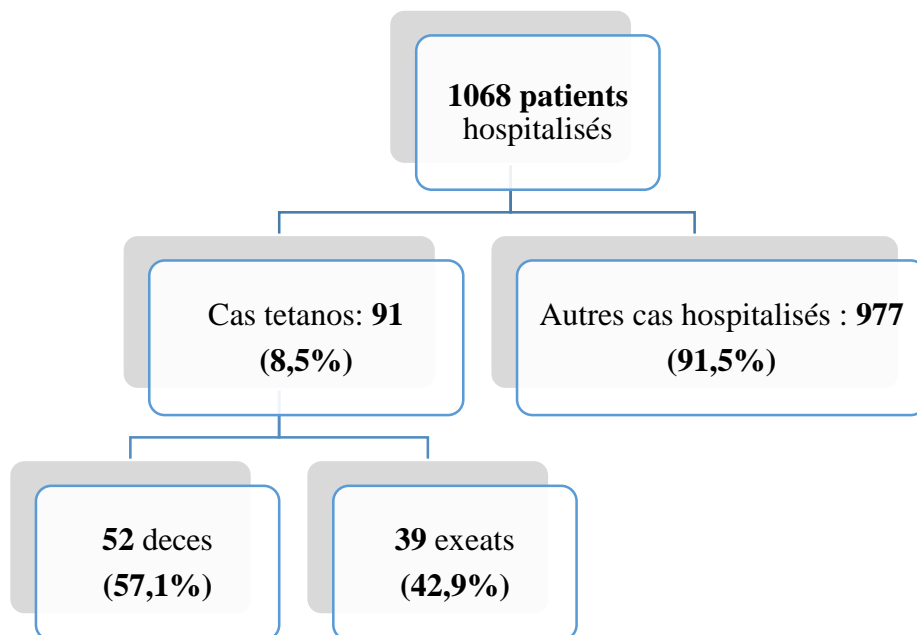 1068 patients
hospitalisés
Cas tetanos: 91
(8,5%)
Autres cas hospitalisés : 977
(91,5%)
52 deces
(57,1%)
39 exeats
(42,9%)